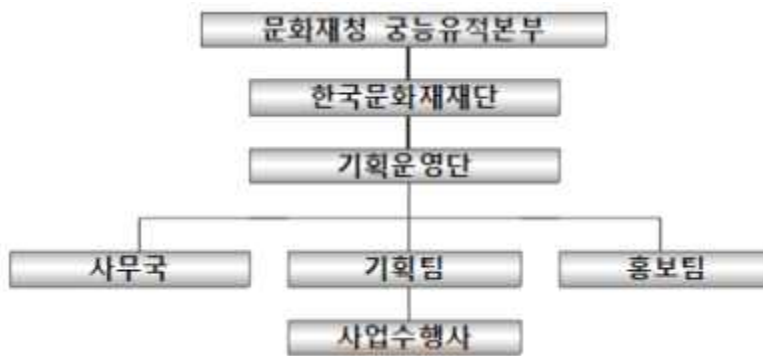 문화재청 궁능유적본부
한국문화재재단
기획운영단
사무국
기획팀
홍보팀
사업수행사